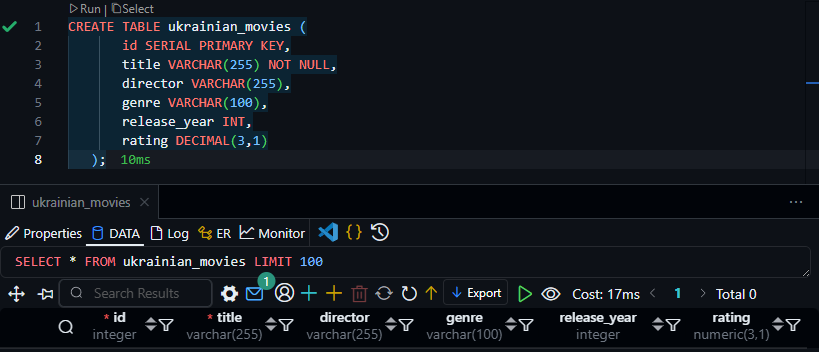 Run | Select
1 CREATE TABLE ukrainian_movies (
2 id SERIAL PRIMARY KEY,
3 title VARCHAR(255) NOT NULL,
4 director VARCHAR(255),
5 genre VARCHAR(100),
6 release_year INT,
7 rating DECIMAL(3,1)
8 ); 10ms
ukrainian_movies
Properties DATA Log ER Monitor {}
SELECT * FROM ukrainian_movies LIMIT 100
Search Results 1 Export Cost: 17ms < 1 > Total 0
* id * title director genre release_year rating
integer varchar(255) varchar(255) varchar(100) integer numeric(3,1)